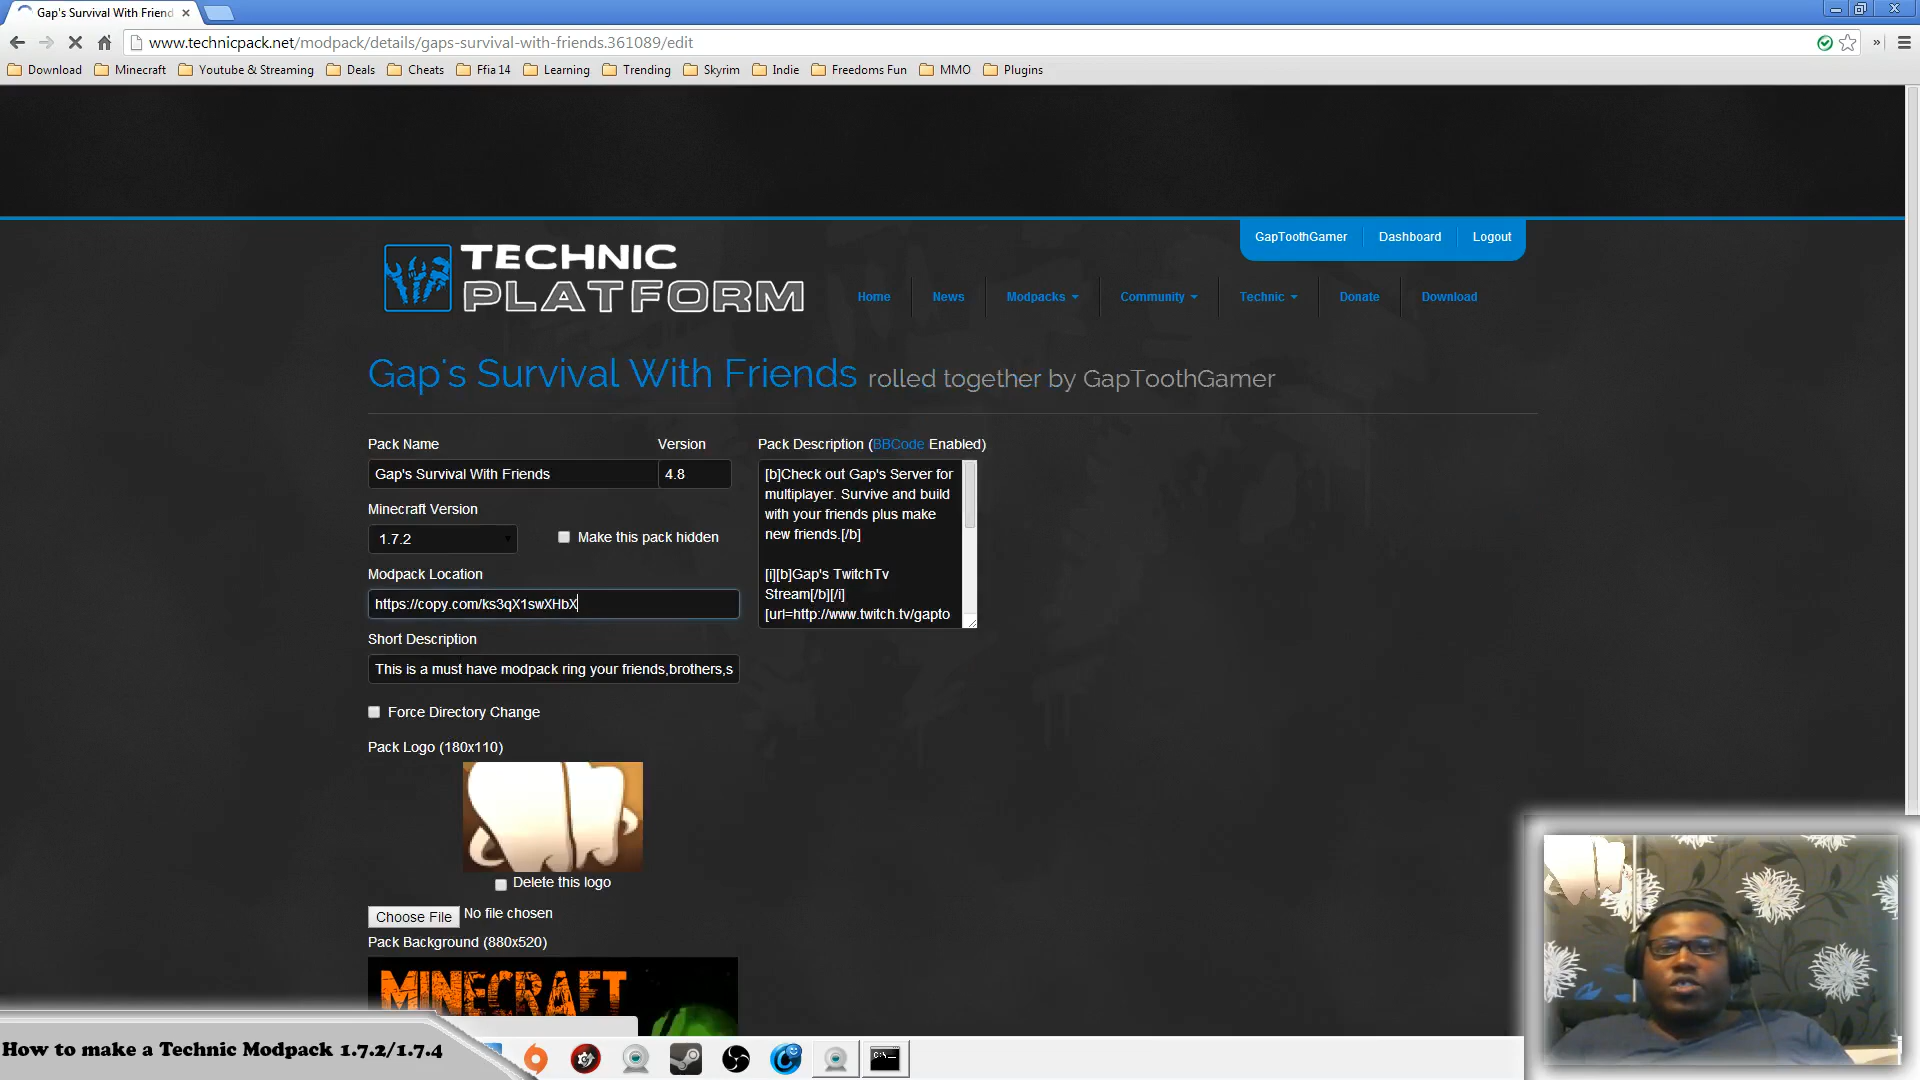 Gap's Survival With Friend
www.technicpack.net/modpack/details/gaps-survival-with-friends.361089/edit
Download Minecraft Youtube & Streaming Deals Cheats Ffia 14 Learning Trending Skyrim Indie Freedoms Fun MMO Plugins
GapToothGamer Dashboard Logout
TECHNIC
PLATFORM
Home News Modpacks Community Technic Donate Download
Gap's Survival With Friends rolled together by GapToothGamer
Pack Name Version
Gap's Survival With Friends 4.8
Minecraft Version
1.7.2 Make this pack hidden
Modpack Location
https://copy.com/ks3qX1swXHbX
Short Description
This is a must have modpack ring your friends,brothers,s
Force Directory Change
Pack Logo (180x110)
Delete this logo
Choose File No file chosen
Pack Background (880x520)
MINECRAFT
Pack Description (BBCode Enabled)
[b]Check out Gap's Server for
multiplayer. Survive and build
with your friends plus make
new friends.[/b]
[i][b]Gap's TwitchTv
Stream[/b][/i]
[url=http://www.twitch.tv/gapto
How to make a Technic Modpack 1.7.2/1.7.4